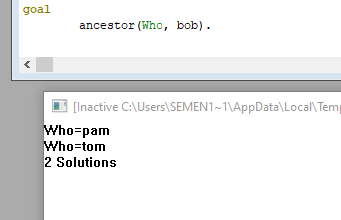 goal
ancestor(Who, bob).
[Inactive C:\Users\SEMEN1~1\AppData\Local\Temp
Who=pam
Who=tom
2 Solutions